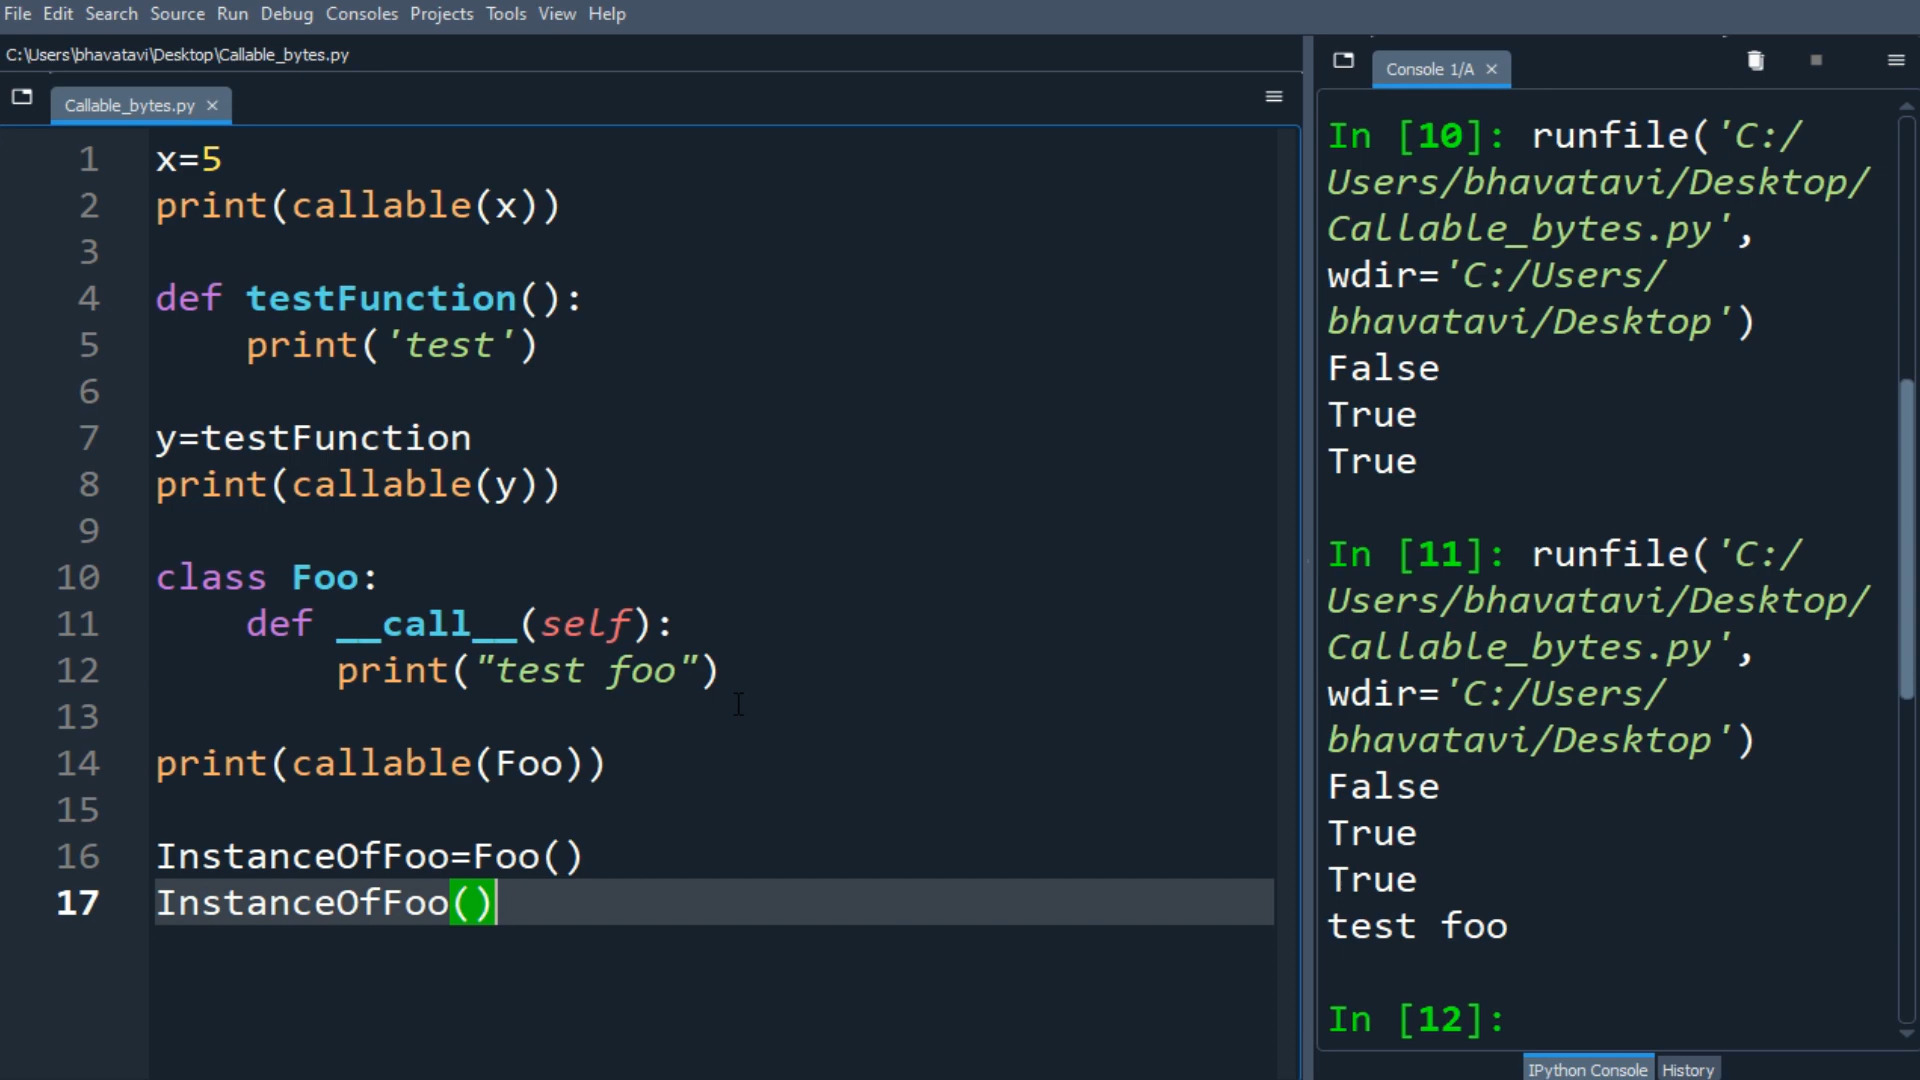 File Edit Search Source Run Debug Consoles Projects Tools View Help
C:\Users\bhavatavi\Desktop\Callable_bytes.py
Callable_bytes.py
1 x=5
2 print(callable(x))
3
4 def testFunction():
5     print('test')
6
7 y=testFunction
8 print(callable(y))
9
10 class Foo:
11     def __call__(self):
12         print("test foo")
13
14 print(callable(Foo))
15
16 InstanceOfFoo=Foo()
17 InstanceOfFoo()
Console 1/A
In [10]: runfile('C:/
Users/bhavatavi/Desktop/
Callable_bytes.py',
wdir='C:/Users/
bhavatavi/Desktop')
False
True
True
In [11]: runfile('C:/
Users/bhavatavi/Desktop/
Callable_bytes.py',
wdir='C:/Users/
bhavatavi/Desktop')
False
True
True
test foo
In [12]:
IPython Console History